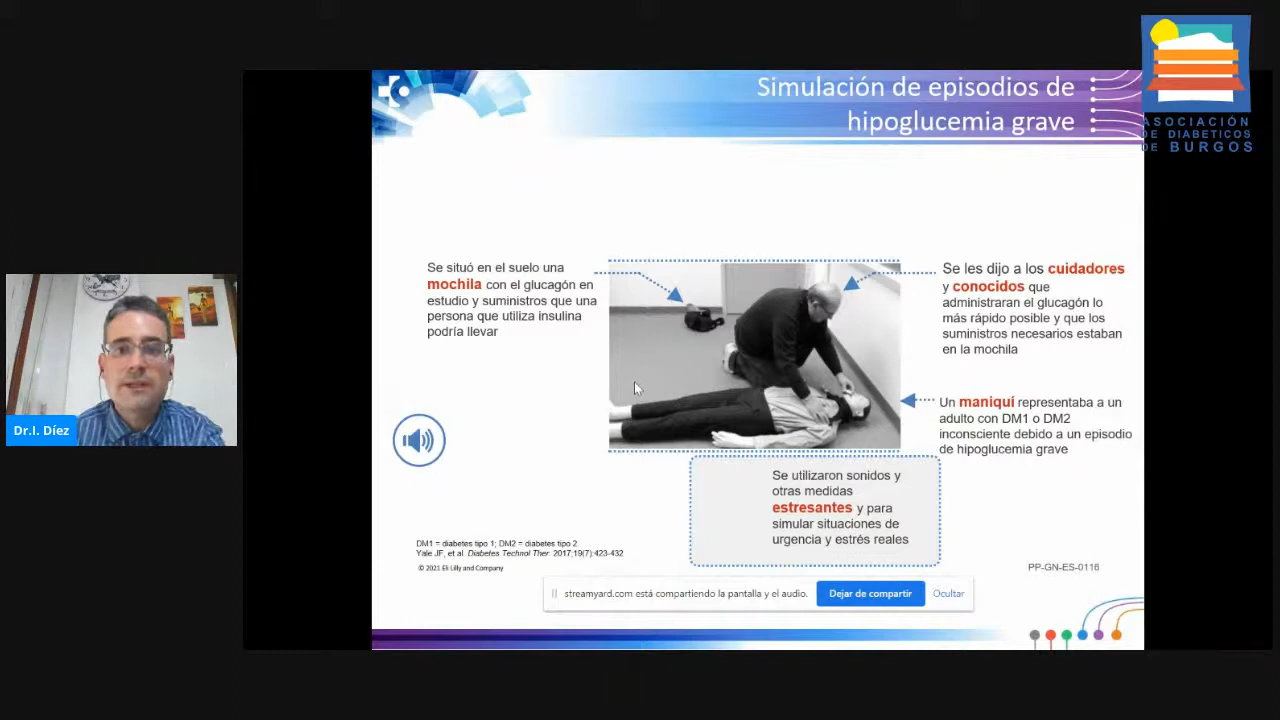 Simulación de episodios de
hipoglucemia grave
ASOCIACIÓN
DE DIABETICOS
DE BURGOS
Se situó en el suelo una
mochila con el glucagón en
estudio y suministros que una
persona que utiliza insulina
podría llevar
Se les dijo a los cuidadores
y conocidos que
administraran el glucagón lo
más rápido posible y que los
suministros necesarios estaban
en la mochila
Un maniquí representaba a un
adulto con DM1 o DM2
inconsciente debido a un episodio
de hipoglucemia grave
Se utilizaron sonidos y
otras medidas
estresantes y para
simular situaciones de
urgencia y estrés reales
Dr.I. Díez
DM1 = diabetes tipo 1; DM2 = diabetes tipo 2.
Yale JF, et al. Diabetes Technol Ther. 2017;19(7):423-432
© 2021 Eli Lilly and Company
PP-GN-ES-0116
streamyard.com está compartiendo la pantalla y el audio.
Dejar de compartir
Ocultar